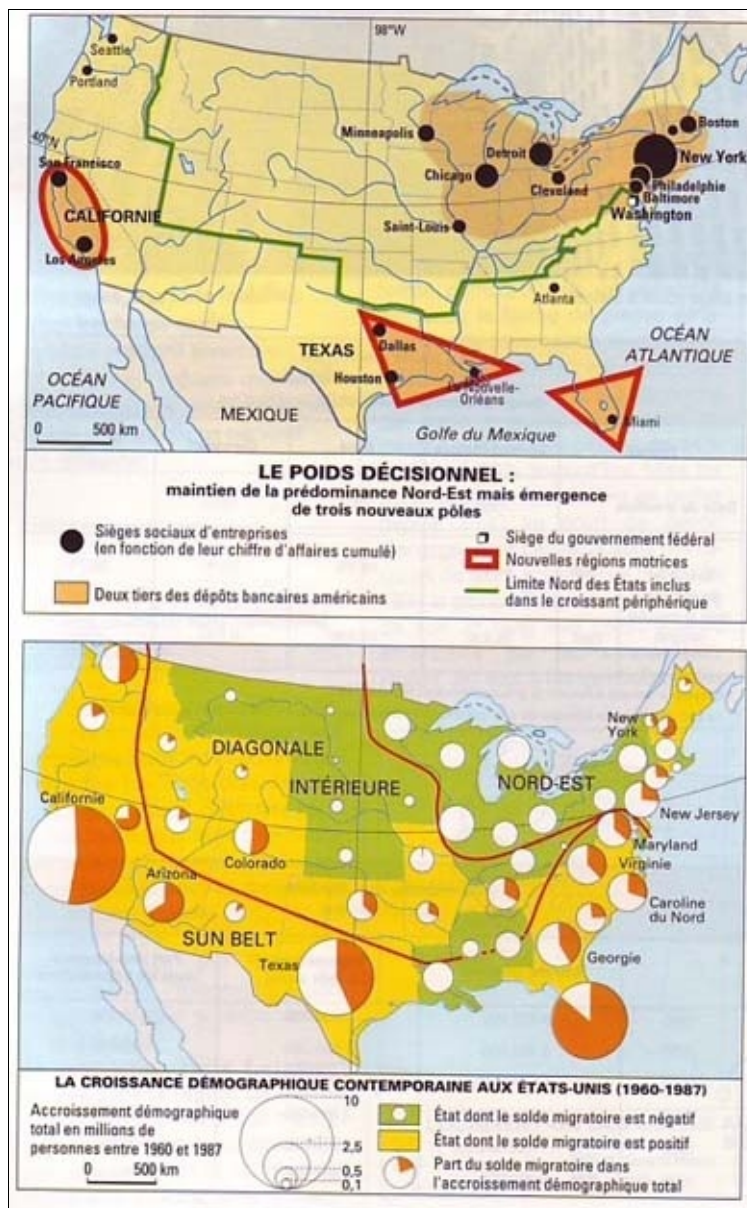 98°W
Seattle
Portland
40°N
San Francisco
CALIFORNIE
Los Angeles
Minneapolis
Detroit
Chicago
Cleveland
Saint-Louis
Boston
New York
Philadelphie
Baltimore
Washington
Atlanta
TEXAS
Dallas
Houston
La Nouvelle-
Orléans
Miami
OCÉAN
PACIFIQUE
OCÉAN
ATLANTIQUE
MEXIQUE
Golfe du Mexique
0 500 km
LE POIDS DÉCISIONNEL :
maintien de la prédominance Nord-Est mais émergence
de trois nouveaux pôles
Sièges sociaux d'entreprises
(en fonction de leur chiffre d'affaires cumulé)
Deux tiers des dépôts bancaires américains
Siège du gouvernement fédéral
Nouvelles régions motrices
Limite Nord des États inclus
dans le croissant périphérique
DIAGONALE
INTÉRIEURE
NORD-EST
New
York
New Jersey
Maryland
Virginie
Caroline
du Nord
Georgie
Californie
Colorado
Arizona
SUN BELT
Texas
LA CROISSANCE DÉMOGRAPHIQUE CONTEMPORAINE AUX ÉTATS-UNIS (1960-1987)
Accroissement démographique
total en millions de
personnes entre 1960 et 1987
0 500 km
10
2,5
0,5
0,1
État dont le solde migratoire est négatif
État dont le solde migratoire est positif
Part du solde migratoire dans
l'accroissement démographique total